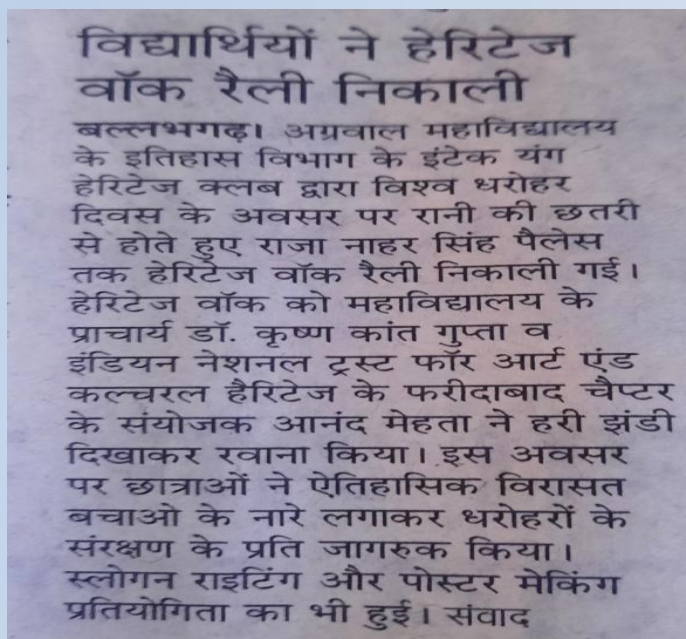 विद्यार्थियों ने हेरिटेज
वॉक रैली निकाली
बल्लभगढ़। अग्रवाल महाविद्यालय
के इतिहास विभाग के इंटेक यंग
हेरिटेज क्लब द्वारा विश्व धरोहर
दिवस के अवसर पर रानी की छतरी
से होते हुए राजा नाहर सिंह पैलेस
तक हेरिटेज वॉक रैली निकाली गई।
हेरिटेज वॉक को महाविद्यालय के
प्राचार्य डॉ. कृष्ण कांत गुप्ता व
इंडियन नेशनल ट्रस्ट फॉर आर्ट एंड
कल्चरल हैरिटेज के फरीदाबाद चैप्टर
के संयोजक आनंद मेहता ने हरी झंडी
दिखाकर रवाना किया। इस अवसर
पर छात्राओं ने ऐतिहासिक विरासत
बचाओ के नारे लगाकर धरोहरों के
संरक्षण के प्रति जागरुक किया।
स्लोगन राइटिंग और पोस्टर मेकिंग
प्रतियोगिता का भी हुई। संवाद